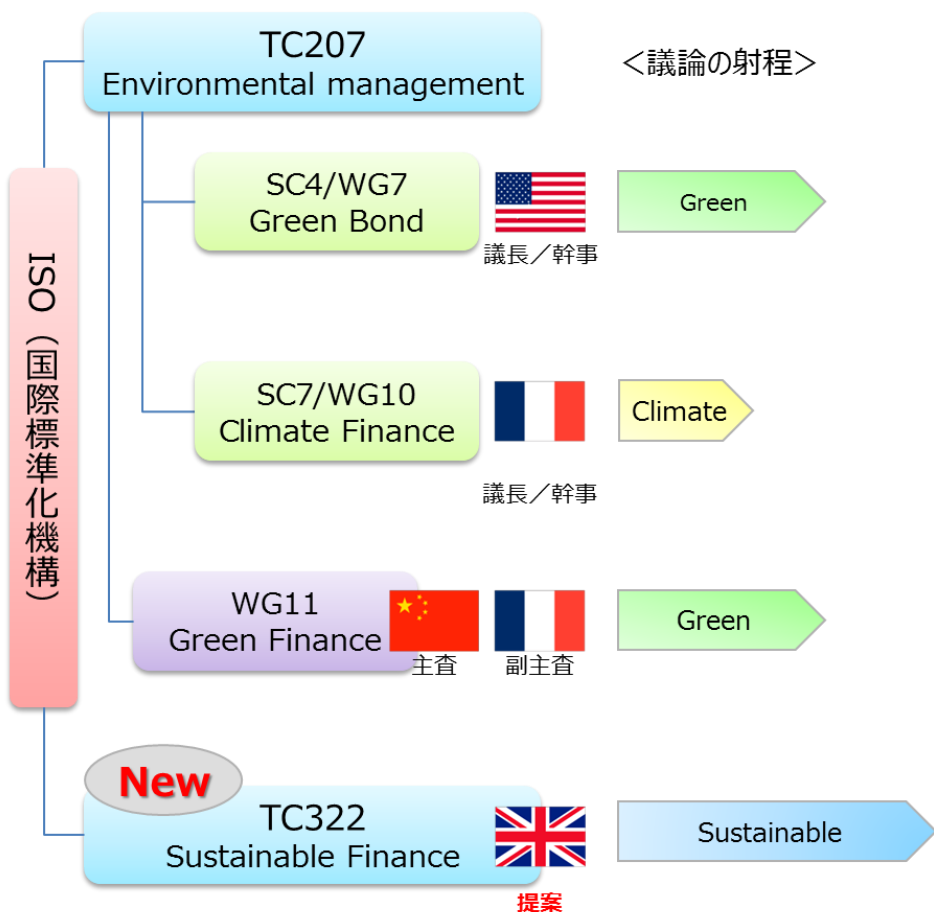 TC207
Environmental management
＜議論の射程＞
ISO（国際標準化機構）
SC4/WG7
Green Bond
議長／幹事
Green
SC7/WG10
Climate Finance
議長／幹事
Climate
WG11
Green Finance
主査
副主査
Green
New
TC322
Sustainable Finance
提案
Sustainable